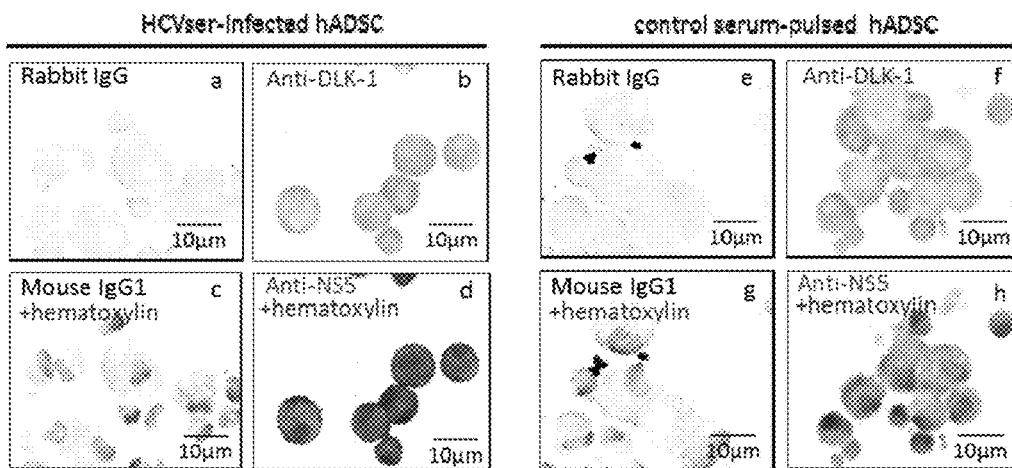 HCVser-infected hADSC
control serum-pulsed hADSC
Rabbit IgG
a
10μm
Anti-DLK-1
b
10μm
Rabbit IgG
e
10μm
Anti-DLK-1
f
10μm
Mouse IgG1
+hematoxylin
c
10μm
Anti-NS5
+hematoxylin
d
10μm
Mouse IgG1
+hematoxylin
g
10μm
Anti-NS5
+hematoxylin
h
10μm